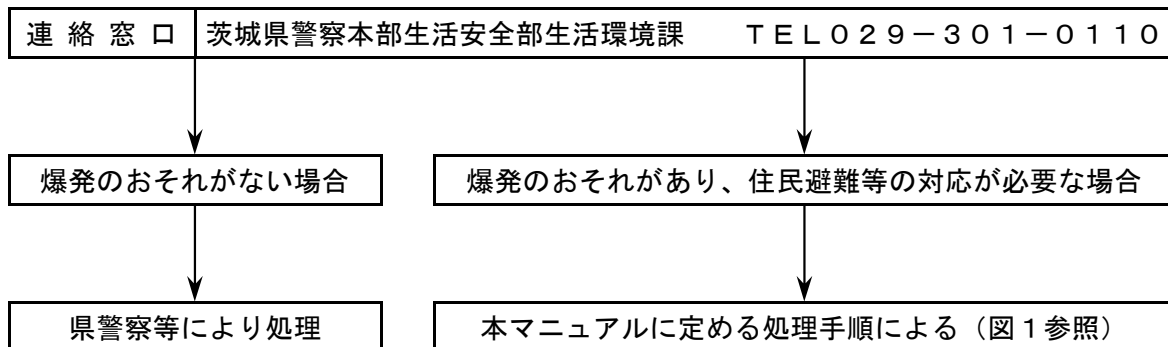 連 絡 窓 口 茨城県警察本部生活安全部生活環境課 ＴＥＬ０２９－３０１－０１１０
爆発のおそれがない場合 爆発のおそれがあり、住民避難等の対応が必要な場合
県警察等により処理 本マニュアルに定める処理手順による（図１参照）